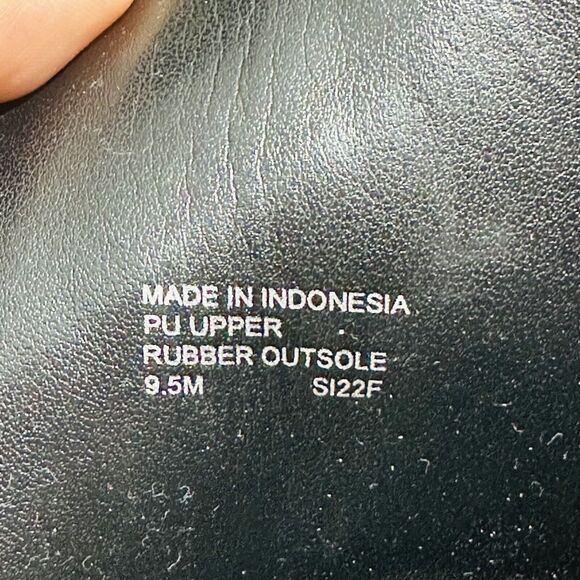 MADE IN INDONESIA
PU UPPER
RUBBER OUTSOLE
9.5M SI22F